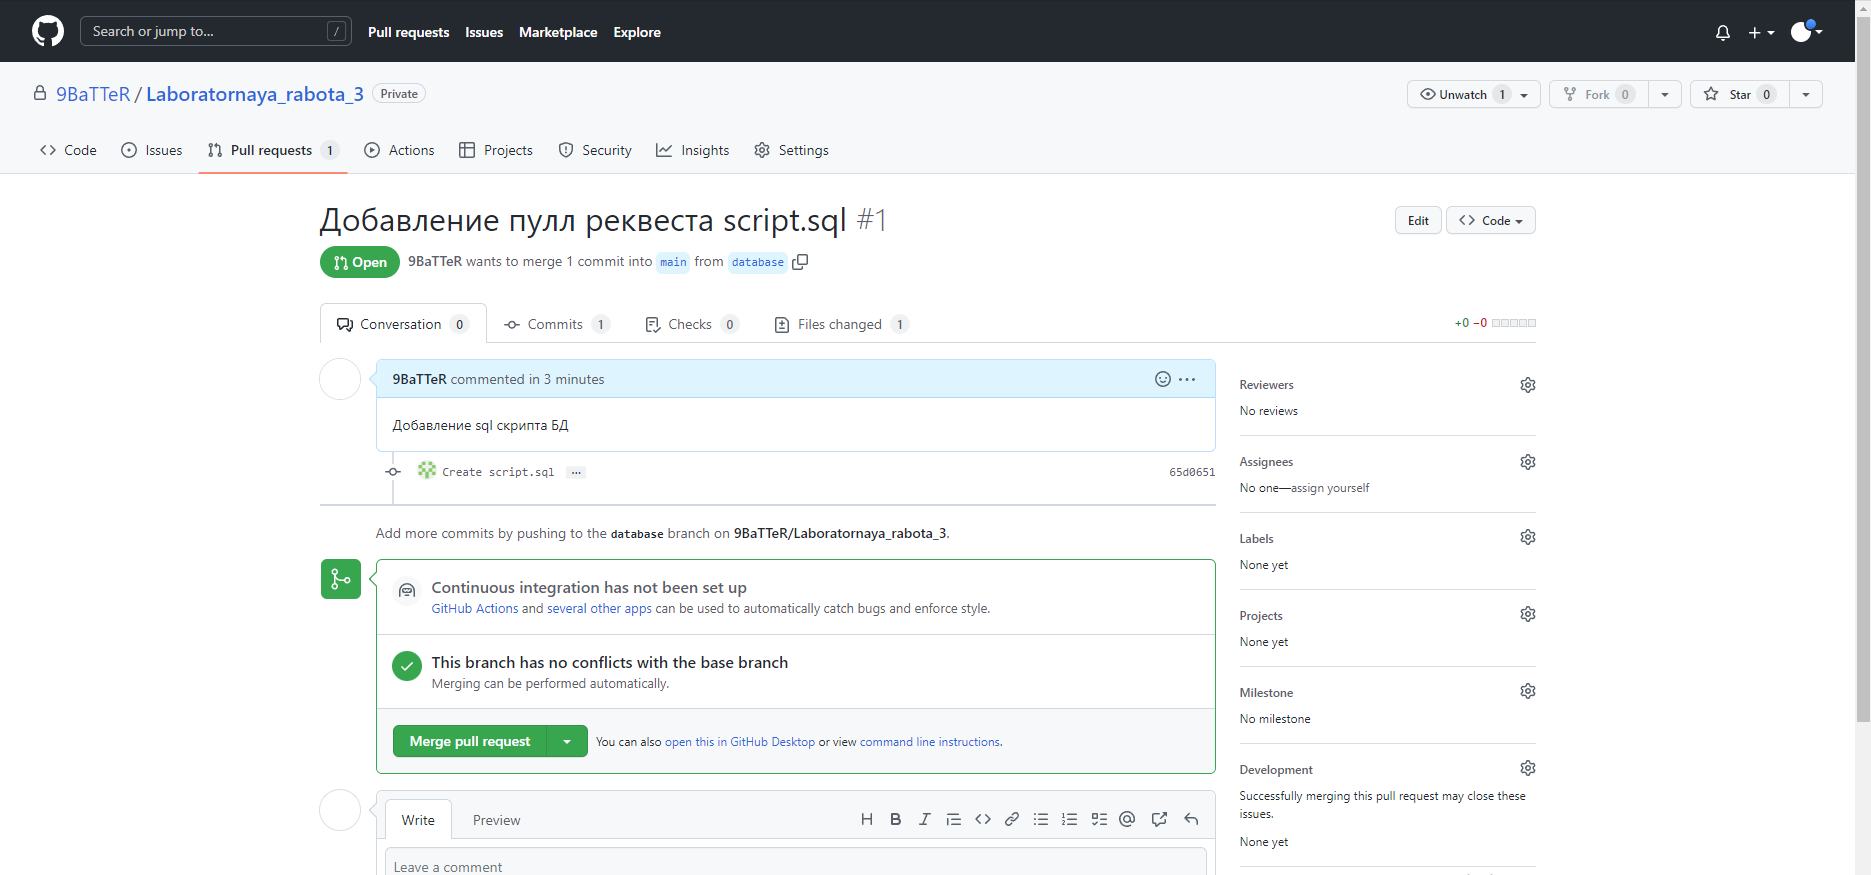 Search or jump to... /
Pull requests Issues Marketplace Explore
9BaTTeR / Laboratornaya_rabota_3 Private
Unwatch 1 Fork 0 Star 0
Code Issues Pull requests 1 Actions Projects Security Insights Settings
Добавление пулл реквеста script.sql #1
Edit Code
Open 9BaTTeR wants to merge 1 commit into main from database
Conversation 0 Commits 1 Checks 0 Files changed 1
+0 −0
9BaTTeR commented in 3 minutes
Добавление sql скрипта БД
Create script.sql ... 65d0651
Add more commits by pushing to the database branch on 9BaTTeR/Laboratornaya_rabota_3.
Continuous integration has not been set up
GitHub Actions and several other apps can be used to automatically catch bugs and enforce style.
This branch has no conflicts with the base branch
Merging can be performed automatically.
Merge pull request You can also open this in GitHub Desktop or view command line instructions.
Write Preview
Leave a comment
Reviewers
No reviews
Assignees
No one—assign yourself
Labels
None yet
Projects
None yet
Milestone
No milestone
Development
Successfully merging this pull request may close these
issues.
None yet